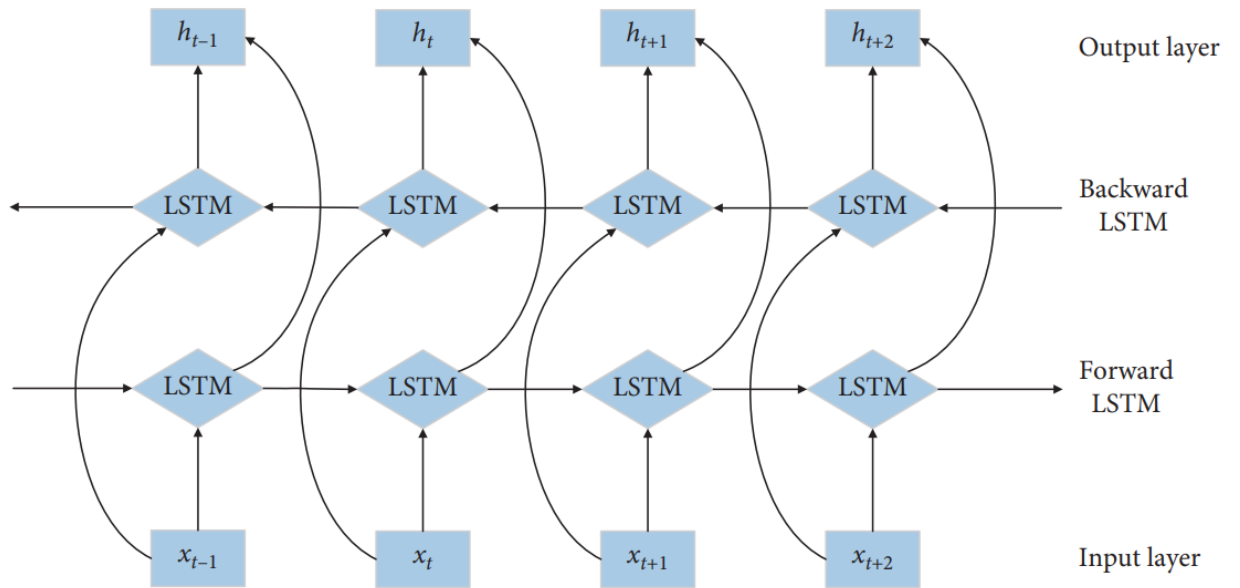 h_{t−1} h_t h_{t+1} h_{t+2} Output layer
LSTM LSTM LSTM LSTM Backward
LSTM
LSTM LSTM LSTM LSTM Forward
LSTM
x_{t−1} x_t x_{t+1} x_{t+2} Input layer